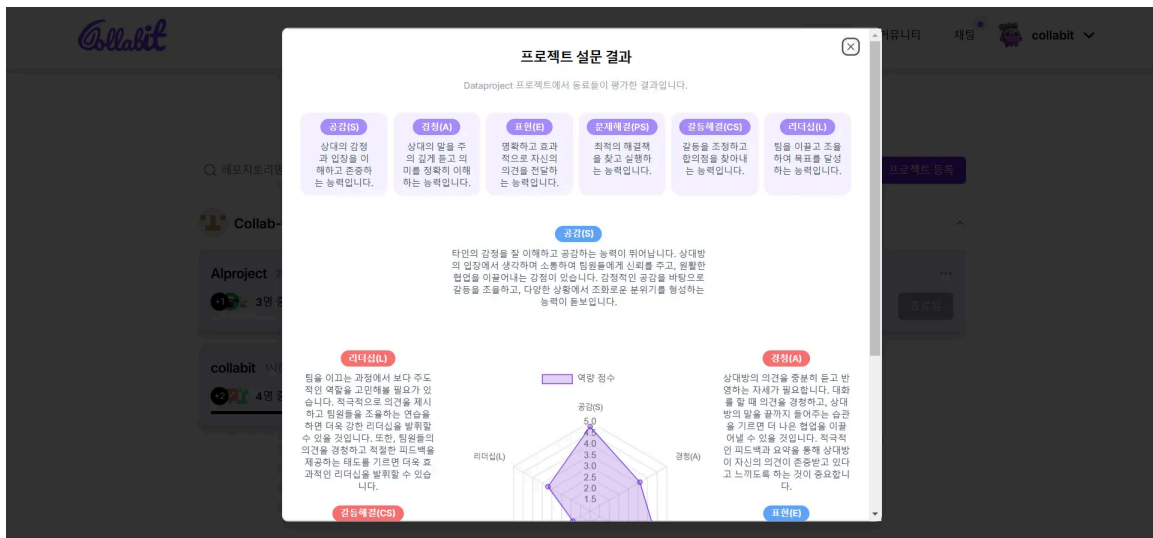 Collabit
커뮤니티
채팅
collabit
프로젝트 설문 결과
Dataproject 프로젝트에서 동료들이 평가한 결과입니다.
공감(S)
상대의 감정
과 입장을 이
해하고 존중하
는 능력입니다.
경청(A)
상대의 말을 주
의 깊게 듣고 의
미를 정확히 이해
하는 능력입니다.
표현(E)
명확하고 효과
적으로 자신의
의견을 전달하
는 능력입니다.
문제해결(PS)
최적의 해결책
을 찾고 실행하
는 능력입니다.
갈등해결(CS)
갈등을 조정하고
합의점을 찾아내
는 능력입니다.
리더십(L)
팀을 이끌고 조율
하여 목표를 달성
하는 능력입니다.
레포지토리명
프로젝트 등록
공감(S)
타인의 감정을 잘 이해하고 공감하는 능력이 뛰어납니다. 상대방
의 입장에서 생각하며 소통하여 팀원들에게 신뢰를 주고, 원활한
협업을 이끌어내는 강점이 있습니다. 감정적인 공감을 바탕으로
갈등을 조율하고, 다양한 상황에서 조화로운 분위기를 형성하는
능력이 돋보입니다.
Collab-
AIproject
+1
3명
종료됨
collabit
+2
4명
리더십(L)
팀을 이끄는 과정에서 보다 주도
적인 역할을 고민해볼 필요가 있
습니다. 적극적으로 의견을 제시
하고 팀원들을 조율하는 연습을
하면 더욱 강한 리더십을 발휘할
수 있을 것입니다. 또한, 팀원들의
의견을 경청하고 적절한 피드백을
제공하는 태도를 기르면 더욱 효
과적인 리더십을 발휘할 수 있습
니다.
갈등해결(CS)
역량 점수
공감(S)
5.0
4.5
4.0
3.5
3.0
2.5
2.0
1.5
리더십(L)
경청(A)
경청(A)
상대방의 의견을 충분히 듣고 반
영하는 자세가 필요합니다. 대화
를 할 때 의견을 경청하고, 상대
방의 말을 끝까지 들어주는 습관
을 기르면 더 나은 협업을 이끌
어낼 수 있을 것입니다. 적극적
인 피드백과 요약을 통해 상대방
이 자신의 의견이 존중받고 있다
고 느끼도록 하는 것이 중요합니
다.
표현(E)